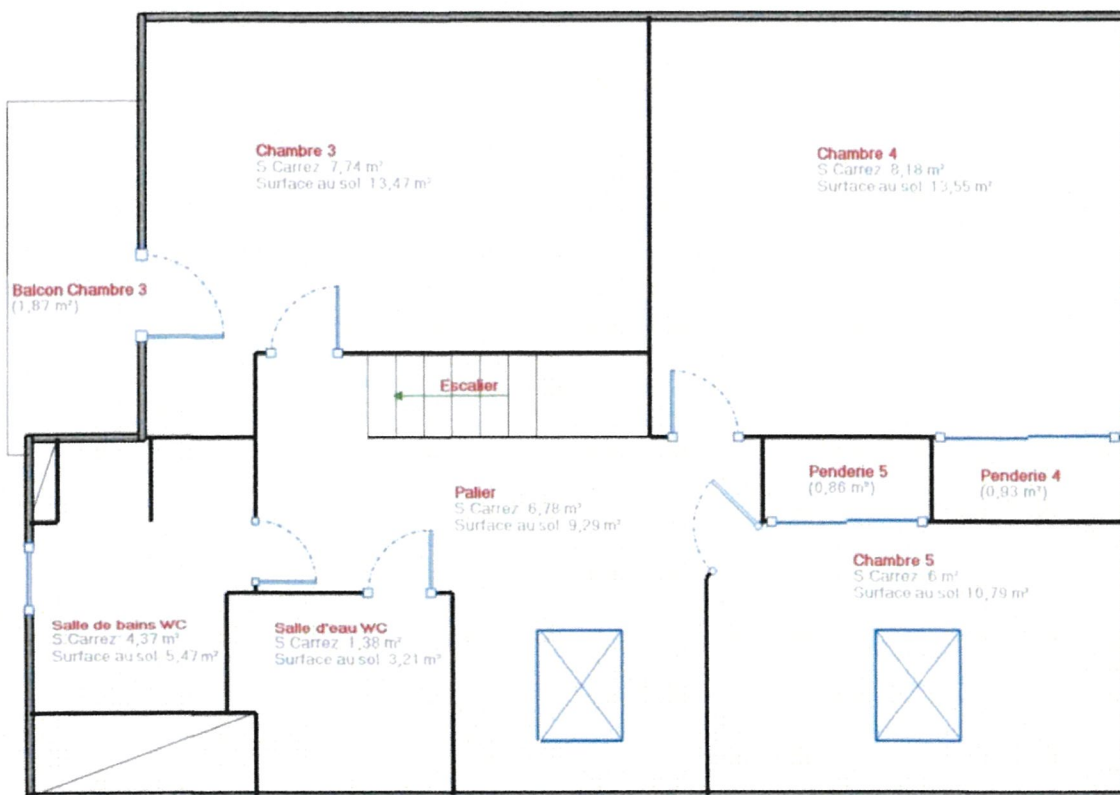 Chambre 3
S Carrez 7,74 m²
Surface au sol 13,47 m²
Chambre 4
S Carrez 8,18 m²
Surface au sol 13,55 m²
Balcon Chambre 3
(1,87 m²)
Escalier
Penderie 5
(0,86 m²)
Penderie 4
(0,93 m²)
Palier
S Carrez 6,78 m²
Surface au sol 9,29 m²
Chambre 5
S Carrez 6 m²
Surface au sol 10,79 m²
Salle de bains WC
S.Carrez 4,37 m²
Surface au sol 5,47 m²
Salle d'eau WC
S Carrez 1,38 m²
Surface au sol 3,21 m²